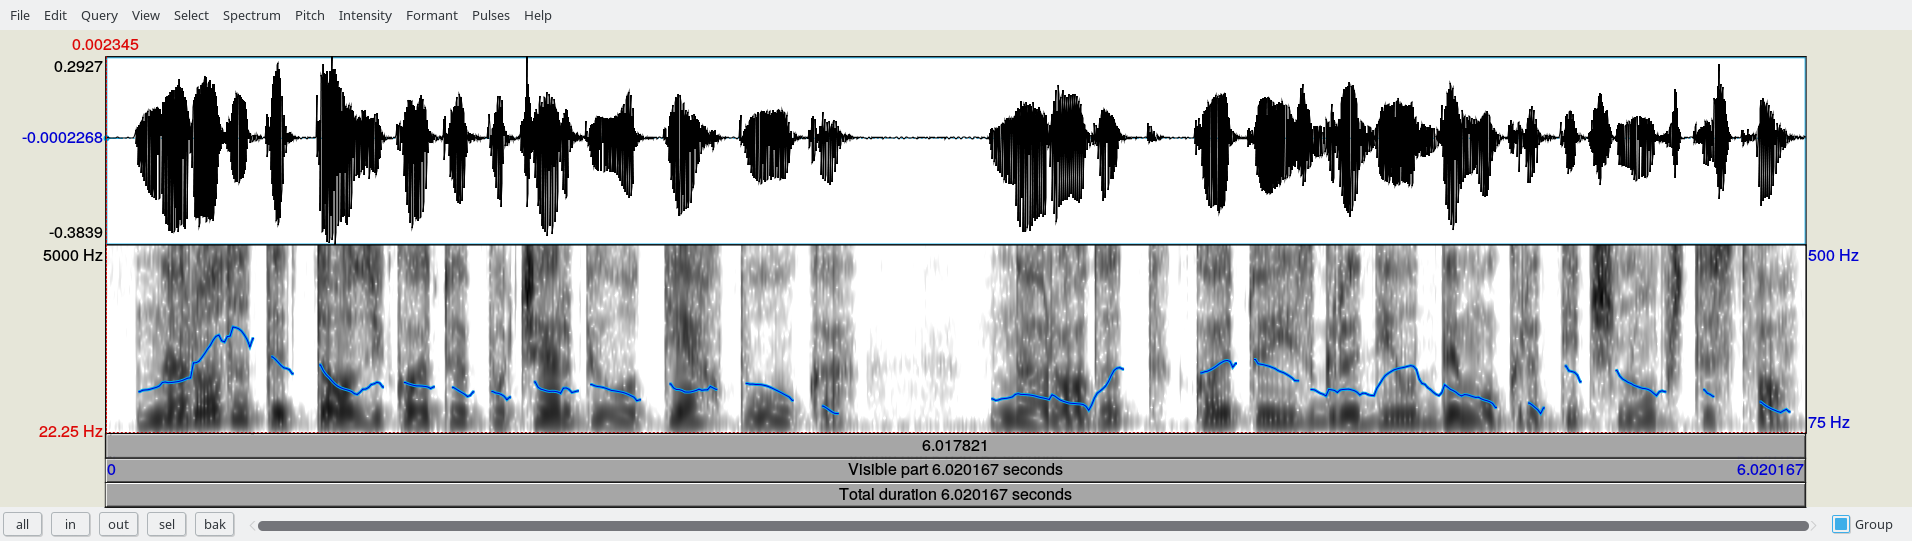 File Edit Query View Select Spectrum Pitch Intensity Formant Pulses Help
0.002345
0.2927
-0.0002268
-0.3839
5000 Hz
500 Hz
22.25 Hz
75 Hz
6.017821
0
Visible part 6.020167 seconds
6.020167
Total duration 6.020167 seconds
all in out sel bak
Group